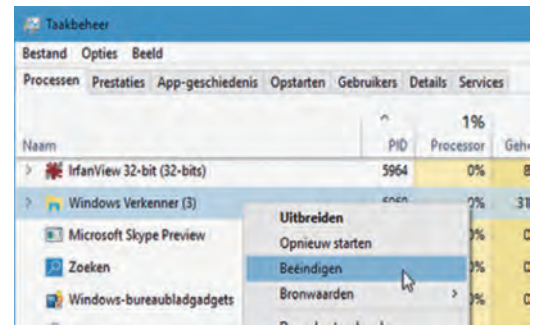 Taakbeheer
Bestand Opties Beeld
Processen Prestaties App-geschiedenis Opstarten Gebruikers Details Services
1%
Naam PID Processor
IrfanView 32-bit (32-bits) 5964 0% 8
Windows Verkenner (3) 0% 31
Uitbreiden
Microsoft Skype Preview 0%
Opnieuw starten
Zoeken 0%
Beëindigen
Windows-bureaubladgadgets 0%
Bronwaarden